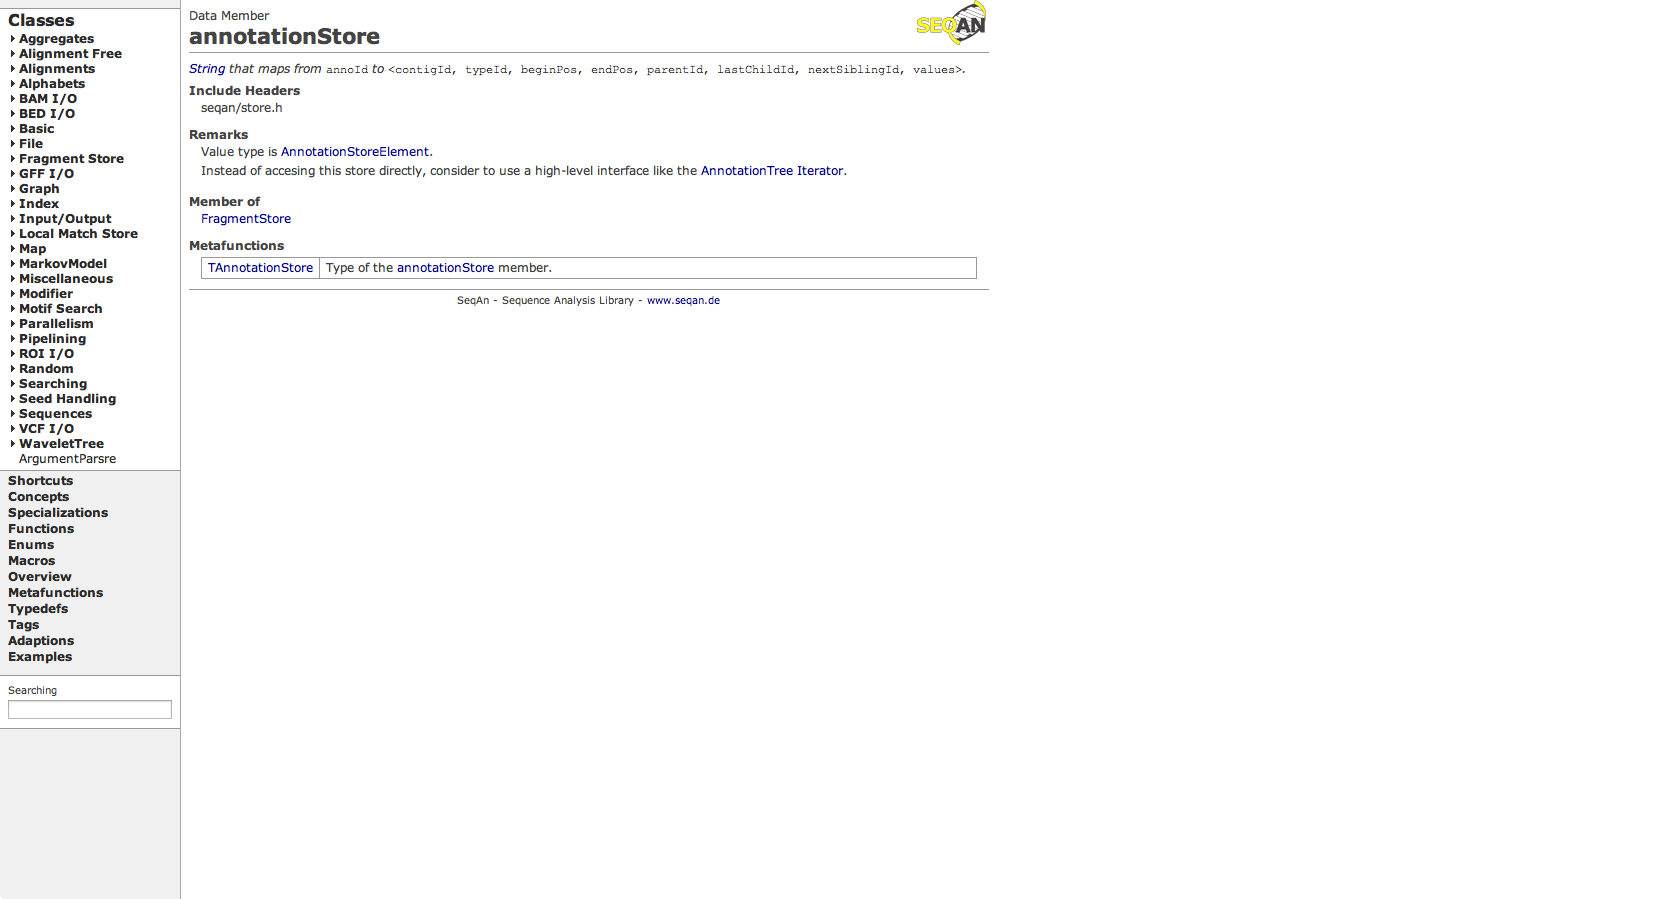 Classes
Aggregates
Alignment Free
Alignments
Alphabets
BAM I/O
BED I/O
Basic
File
Fragment Store
GFF I/O
Graph
Index
Input/Output
Local Match Store
Map
MarkovModel
Miscellaneous
Modifier
Motif Search
Parallelism
Pipelining
ROI I/O
Random
Searching
Seed Handling
Sequences
VCF I/O
WaveletTree
ArgumentParsre
Shortcuts
Concepts
Specializations
Functions
Enums
Macros
Overview
Metafunctions
Typedefs
Tags
Adaptions
Examples
Searching
Data Member
annotationStore
SEQAN
String that maps from annoId to <contigId, typeId, beginPos, endPos, parentId, lastChildId, nextSiblingId, values>.
Include Headers
seqan/store.h
Remarks
Value type is AnnotationStoreElement.
Instead of accesing this store directly, consider to use a high-level interface like the AnnotationTree Iterator.
Member of
FragmentStore
Metafunctions
TAnnotationStore Type of the annotationStore member.
SeqAn - Sequence Analysis Library - www.seqan.de